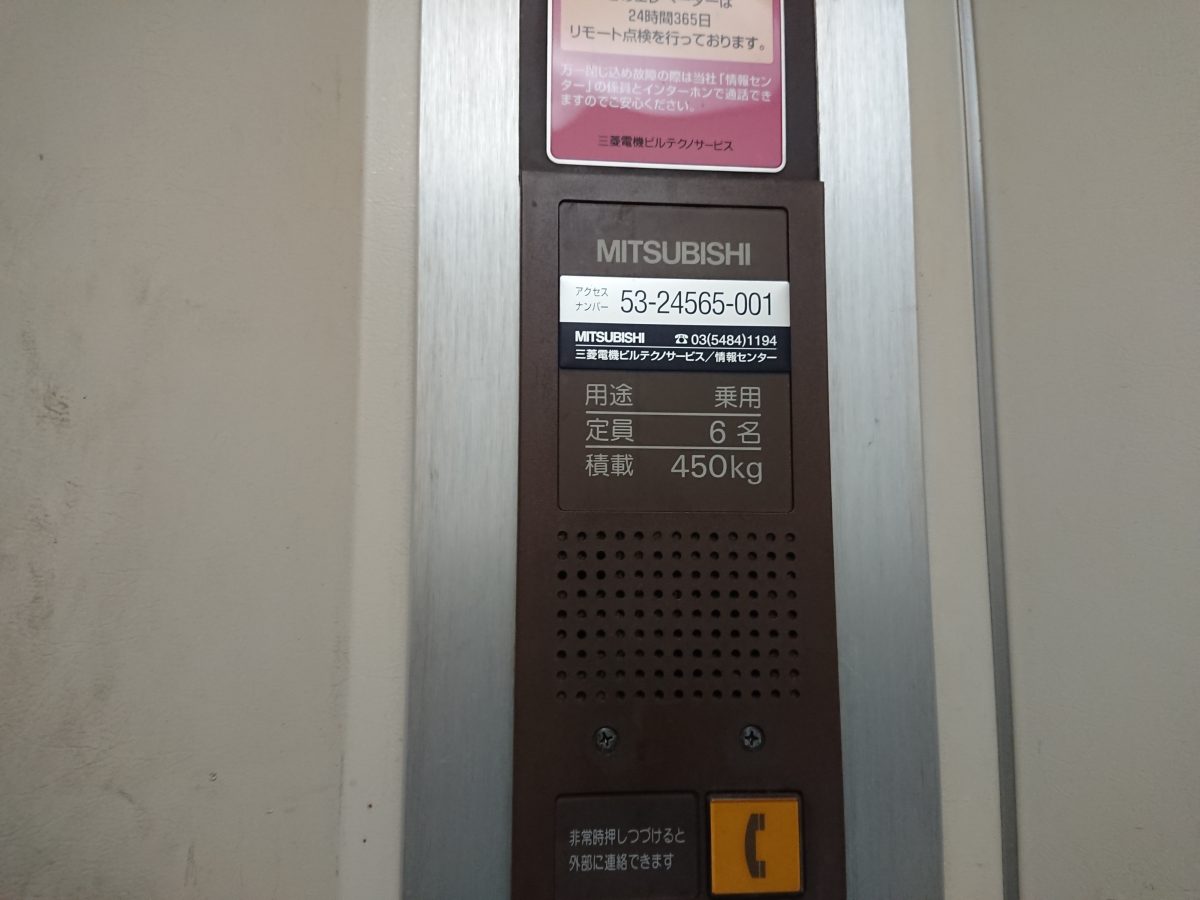 24時間365日
リモート点検を行っております。
万一閉じ込め故障の際は当社「情報セン
ター」の係員とインターホンで通話でき
ますのでご安心ください。
三菱電機ビルテクノサービス
MITSUBISHI
アクセス
ナンバー 53-24565-001
MITSUBISHI ☎ 03(5484)1194
三菱電機ビルテクノサービス／情報センター
用途 乗用
定員 6 名
積載 450kg
非常時押しつづけると
外部に連絡できます